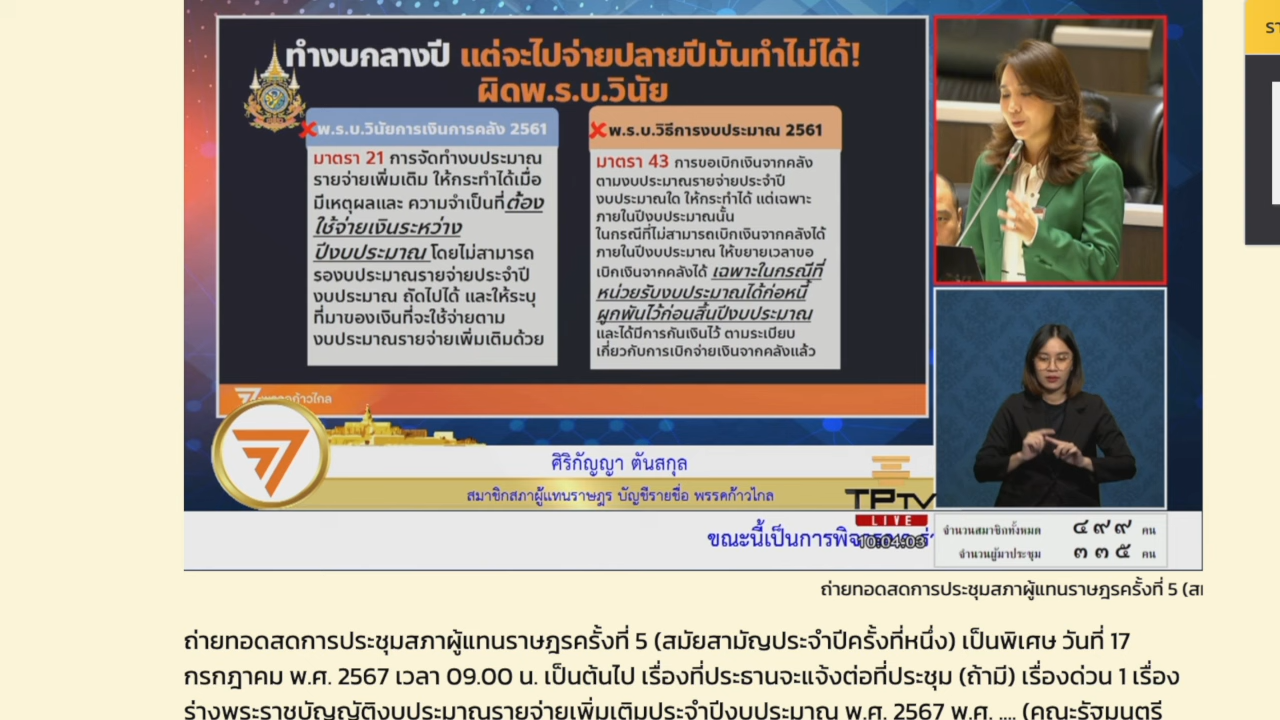 ทำงบกลางปี แต่จะไปจ่ายปลายปีมันทำไม่ได้!
ผิดพ.ร.บ.วินัย
พ.ร.บ.วินัยการเงินการคลัง 2561
มาตรา 21 การจัดทำงบประมาณ
รายจ่ายเพิ่มเติม ให้กระทำได้เมื่อ
มีเหตุผลและ ความจำเป็นที่ต้อง
ใช้จ่ายเงินระหว่าง
ปีงบประมาณ โดยไม่สามารถ
รองบประมาณรายจ่ายประจำปี
งบประมาณ ถัดไปได้ และให้ระบุ
ที่มาของเงินที่จะใช้จ่ายตาม
งบประมาณรายจ่ายเพิ่มเติมด้วย
พ.ร.บ.วิธีการงบประมาณ 2561
มาตรา 43 การขอเบิกเงินจากคลัง
ตามงบประมาณรายจ่ายประจำปี
งบประมาณใด ให้กระทำได้ แต่เฉพาะ
ภายในปีงบประมาณนั้น
ในกรณีที่ไม่สามารถเบิกเงินจากคลังได้
ภายในปีงบประมาณ ให้ขยายเวลาขอ
เบิกเงินจากคลังได้ เฉพาะในกรณีที่
หน่วยรับงบประมาณได้ก่อหนี้
ผูกพันไว้ก่อนสิ้นปีงบประมาณ
และได้มีการกันเงินไว้ ตามระเบียบ
เกี่ยวกับการเบิกจ่ายเงินจากคลังแล้ว
ศิริกัญญา ตันสกุล
สมาชิกสภาผู้แทนราษฎร บัญชีรายชื่อ พรรคก้าวไกล
TPTV
LIVE
10:04:03
ขณะนี้เป็นการพิจารณา
จำนวนสมาชิกทั้งหมด ๔๙๙ คน
จำนวนผู้มาประชุม ๓๓๕ คน
ถ่ายทอดสดการประชุมสภาผู้แทนราษฎรครั้งที่ 5 (ส
ถ่ายทอดสดการประชุมสภาผู้แทนราษฎรครั้งที่ 5 (สมัยสามัญประจำปีครั้งที่หนึ่ง) เป็นพิเศษ วันที่ 17
กรกฎาคม พ.ศ. 2567 เวลา 09.00 น. เป็นต้นไป เรื่องที่ประธานจะแจ้งต่อที่ประชุม (ถ้ามี) เรื่องด่วน 1 เรื่อง
ร่างพระราชบัญญัติงบประมาณรายจ่ายเพิ่มเติมประจำปีงบประมาณ พ.ศ. 2567 พ.ศ. .... (คณะรัฐมนตรี